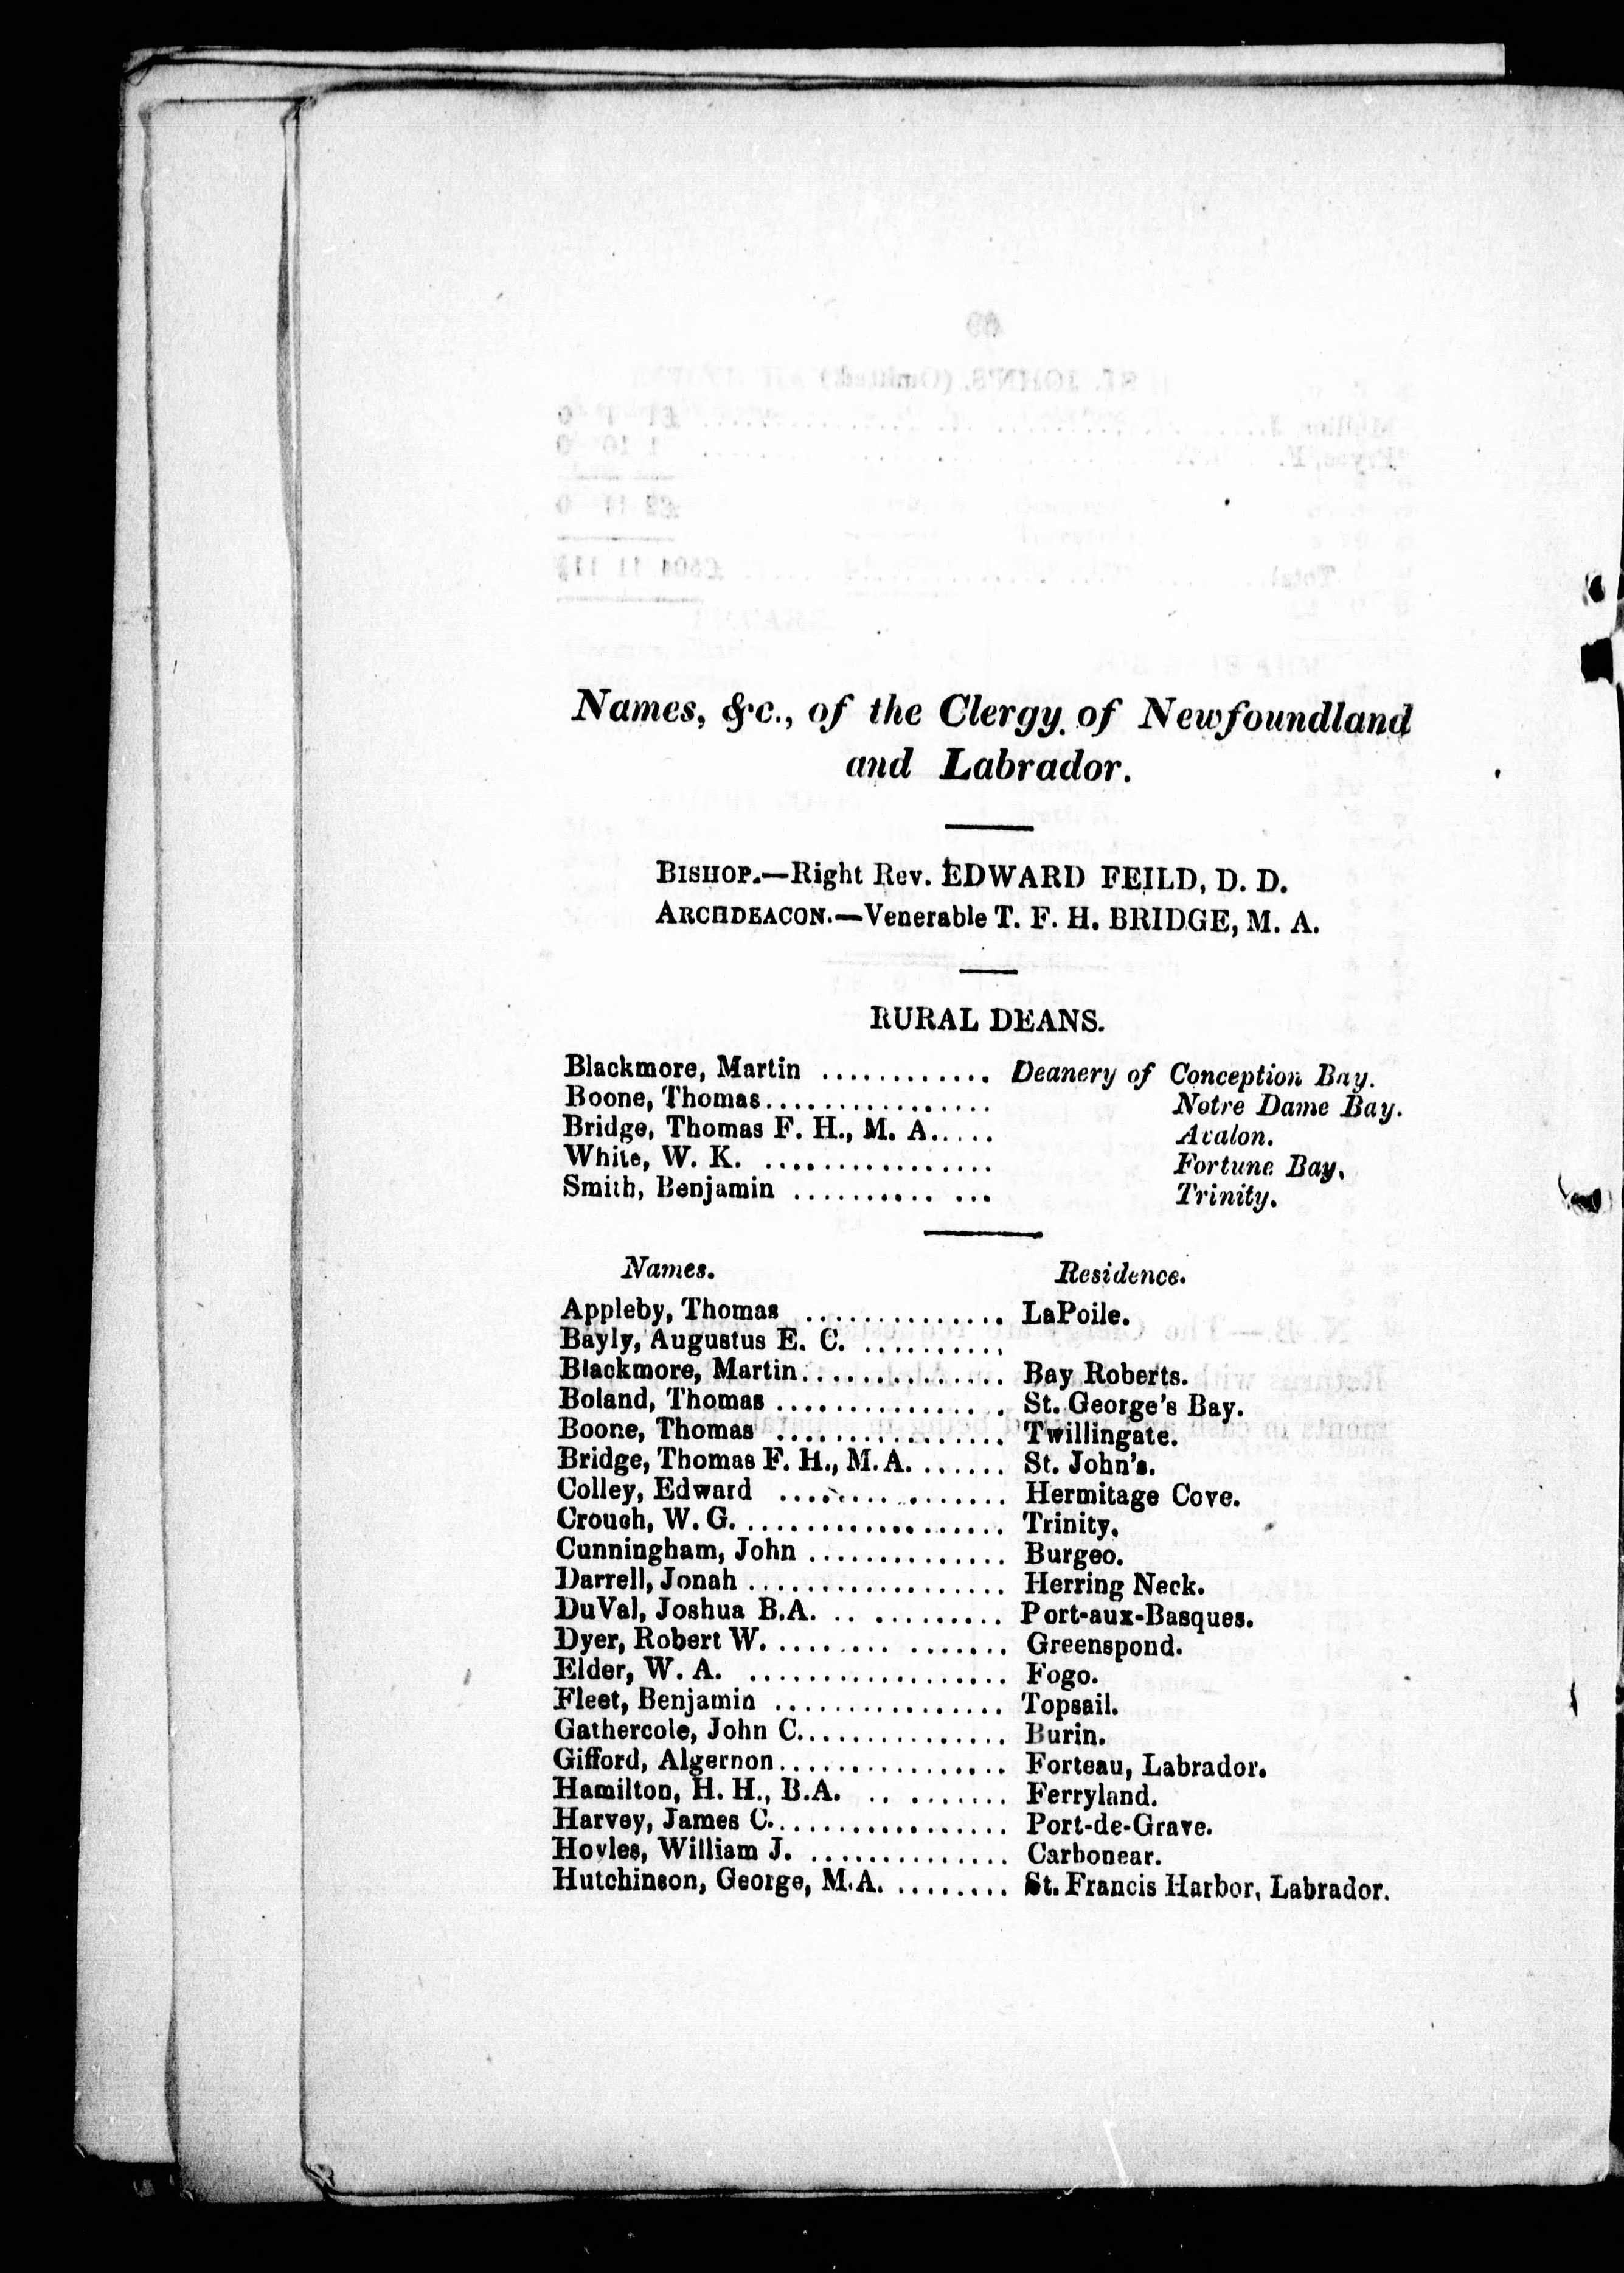 Names, &c., of the Clergy of Newfoundland
and Labrador.
BISHOP.—Right Rev. EDWARD FEILD, D. D.
ARCHDEACON.—Venerable T. F. H. BRIDGE, M. A.
RURAL DEANS.
Blackmore, Martin ............ Deanery of Conception Bay.
Boone, Thomas................ Notre Dame Bay.
Bridge, Thomas F. H., M. A..... Avalon.
White, W. K. ................ Fortune Bay.
Smith, Benjamin .......... ... Trinity.
Names. Residence.
Appleby, Thomas .............. LaPoile.
Bayly, Augustus E. C. ..........
Blackmore, Martin.............. Bay Roberts.
Boland, Thomas ................ St. George's Bay.
Boone, Thomas ................ Twillingate.
Bridge, Thomas F. H., M.A. ...... St. John's.
Colley, Edward ................ Hermitage Cove.
Crouch, W. G. .................. Trinity.
Cunningham, John .............. Burgeo.
Darrell, Jonah .................. Herring Neck.
DuVal, Joshua B.A. .. ......... Port-aux-Basques.
Dyer, Robert W. ........ ....... Greenspond.
Elder, W. A. .................. Fogo.
Fleet, Benjamin ................ Topsail.
Gathercole, John C............... Burin.
Gifford, Algernon................ Forteau, Labrador.
Hamilton, H. H., B.A. .. ....... Ferryland.
Harvey, James C................. Port-de-Grave.
Hoyles, William J. .............. Carbonear.
Hutchinson, George, M.A. ........ St. Francis Harbor, Labrador.